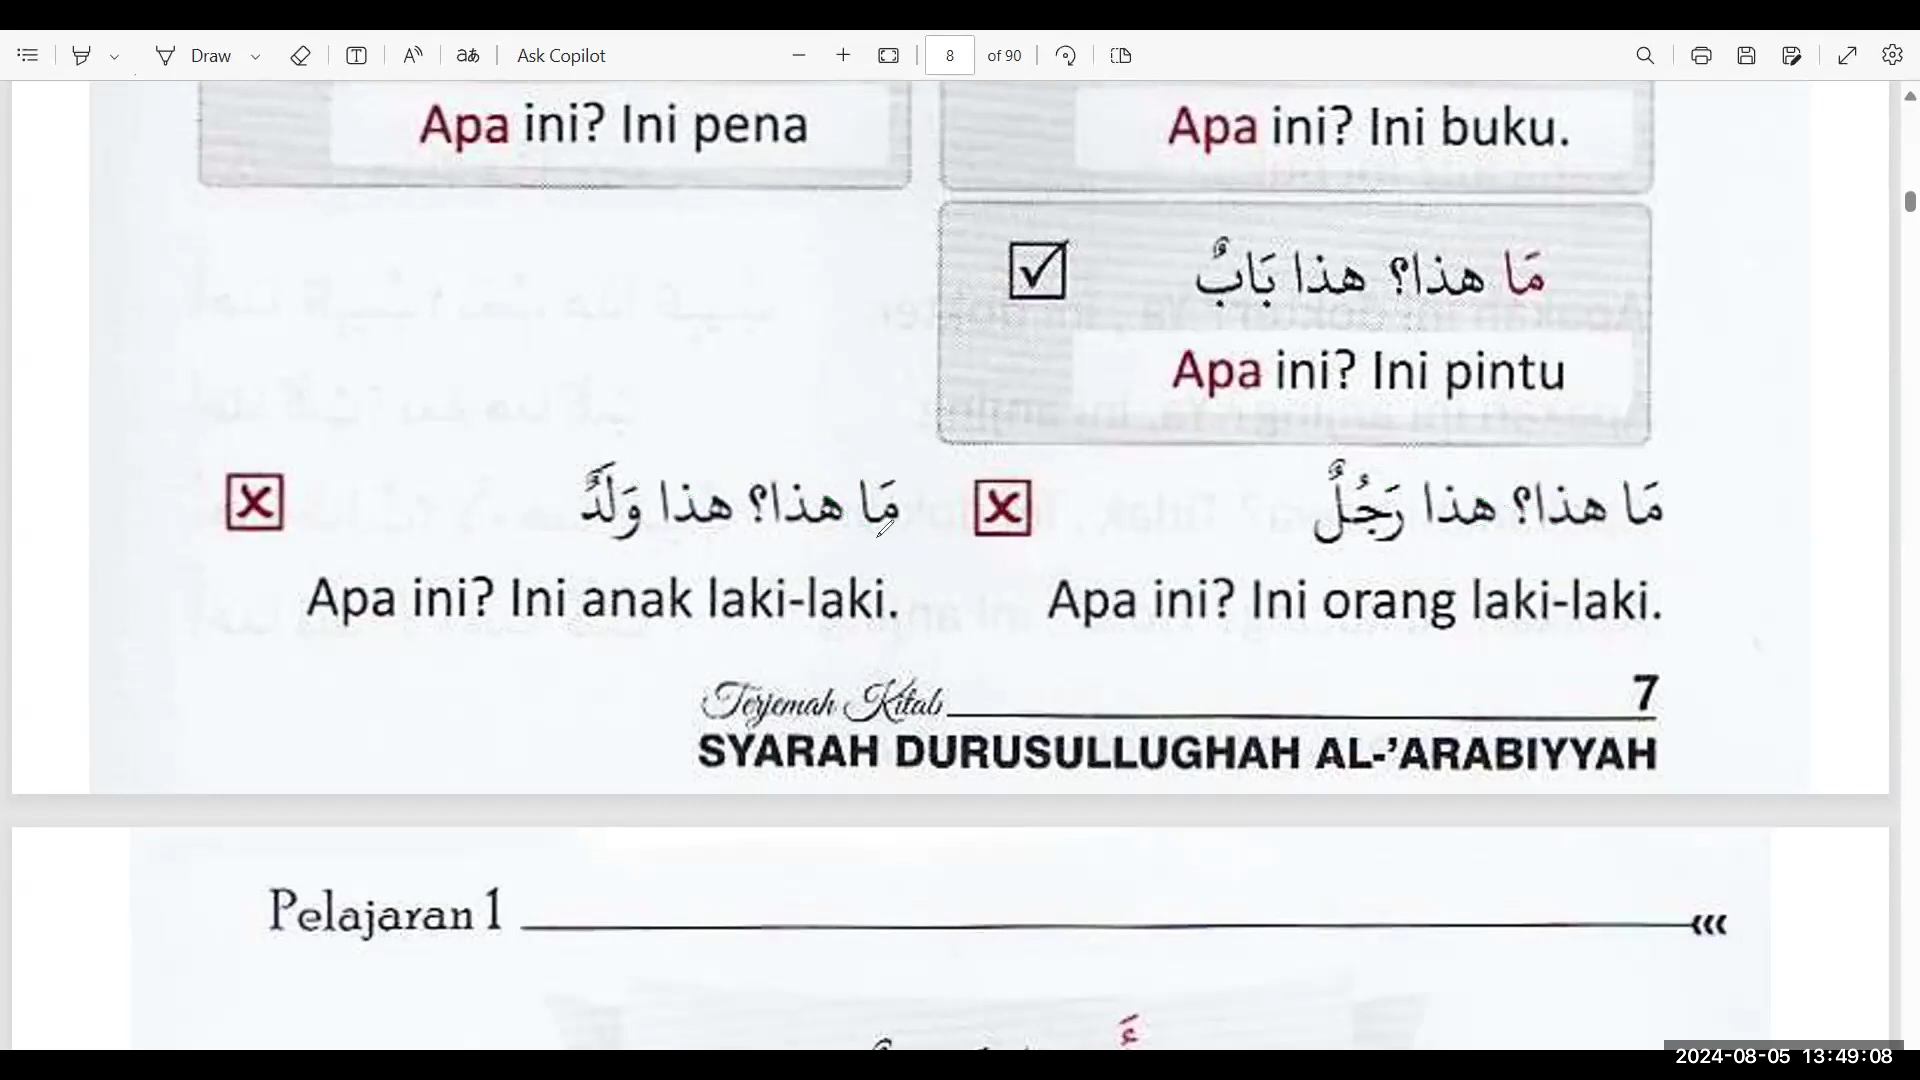 Draw
Ask Copilot
8 of 90
Apa ini? Ini pena
Apa ini? Ini buku.
مَا هذا؟ هذا بَابٌ
Apa ini? Ini pintu
مَا هذا؟ هذا رَجُلٌ
Apa ini? Ini orang laki-laki.
مَا هذا؟ هذا وَلَدٌ
Apa ini? Ini anak laki-laki.
Terjemah Kitab
7
SYARAH DURUSULLUGHAH AL-’ARABIYYAH
Pelajaran 1
أَ
2024-08-05 13:49:08